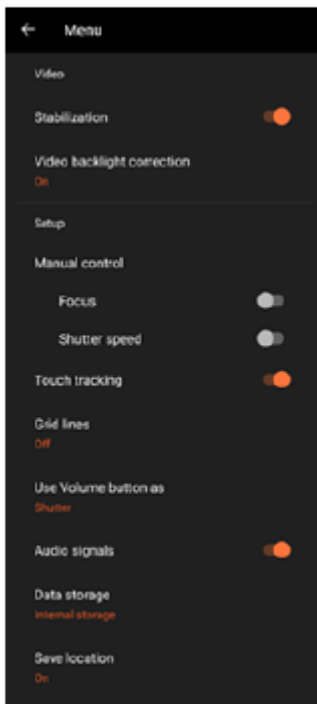 Menu
Video
Stabilization
Video backlight correction
On
Setup
Manual control
Focus
Shutter speed
Touch tracking
Grid lines
Off
Use Volume button as
Shutter
Audio signals
Data storage
Internal storage
Save location
On